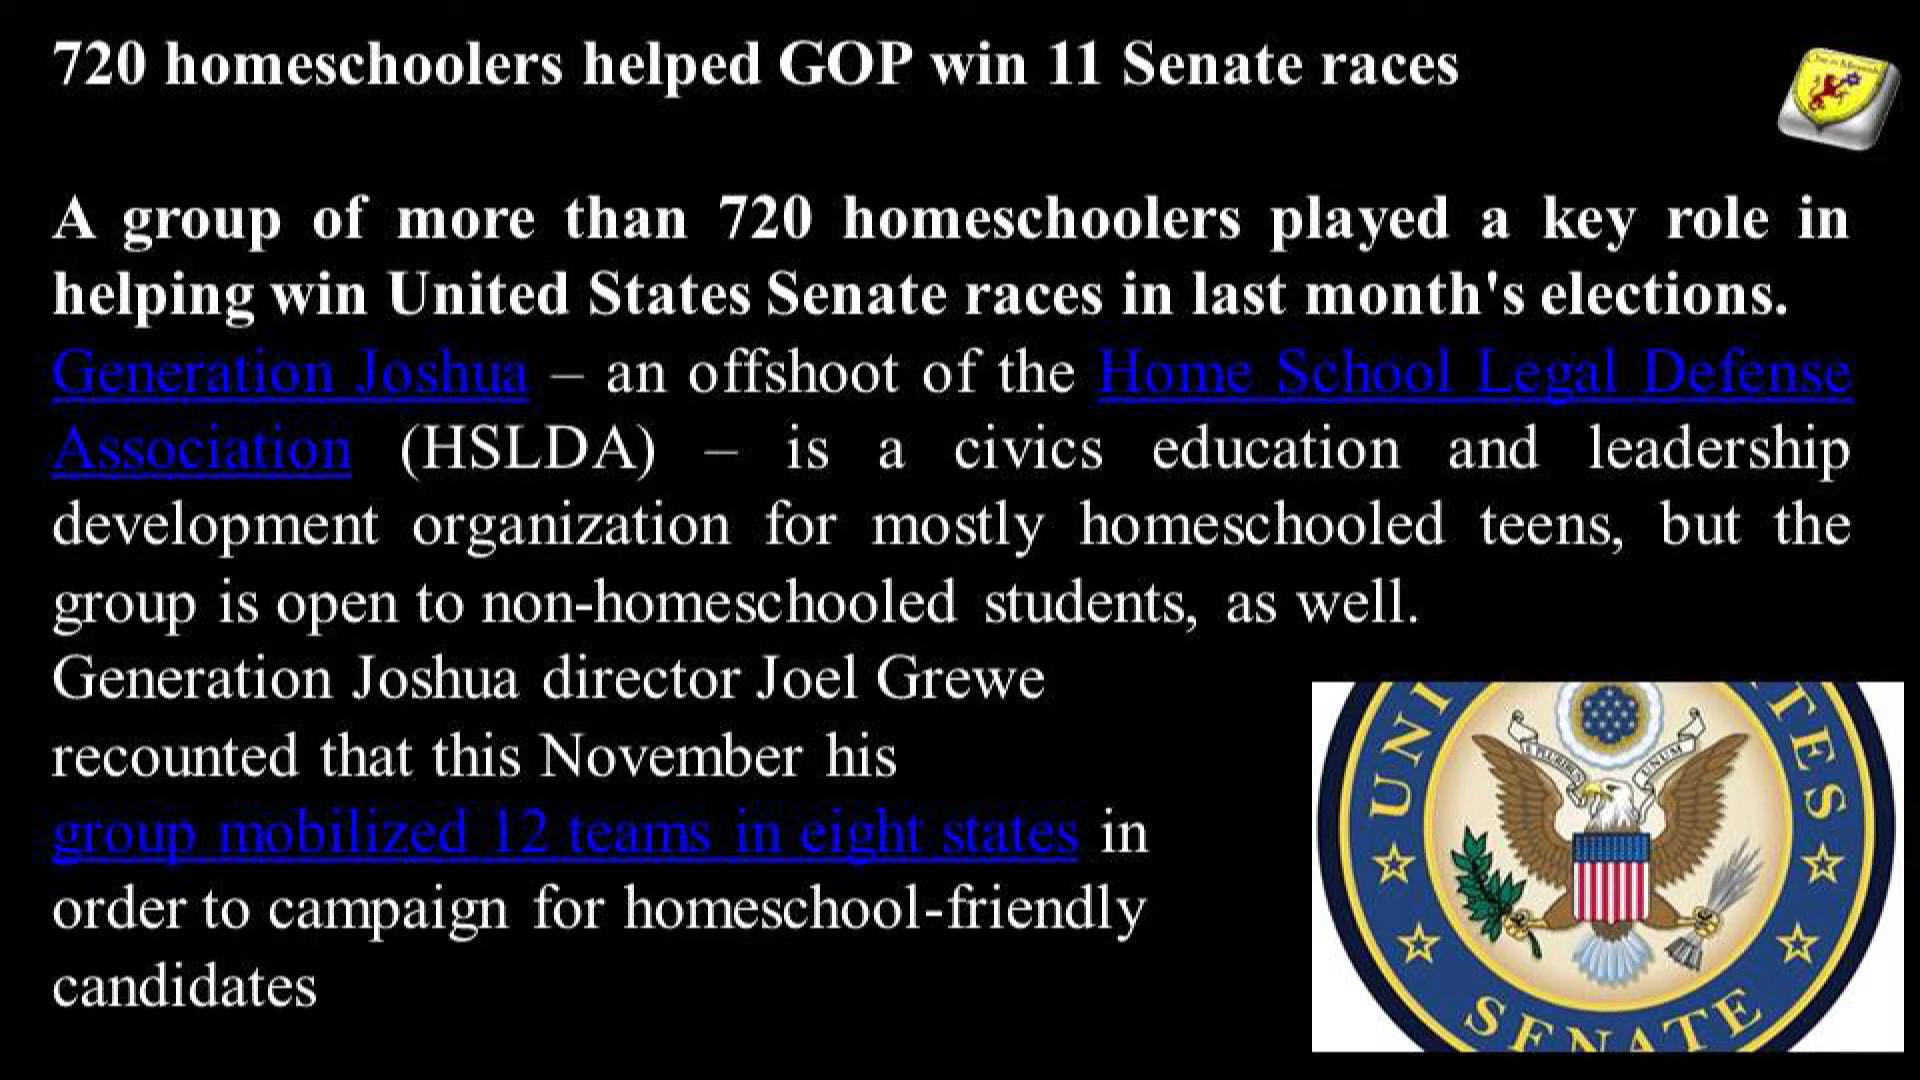 720 homeschoolers helped GOP win 11 Senate races
A group of more than 720 homeschoolers played a key role in
helping win United States Senate races in last month's elections.
Generation Joshua – an offshoot of the Home School Legal Defense
Association (HSLDA) – is a civics education and leadership
development organization for mostly homeschooled teens, but the
group is open to non-homeschooled students, as well.
Generation Joshua director Joel Grewe
recounted that this November his
group mobilized 12 teams in eight states in
order to campaign for homeschool-friendly
candidates
UNI
TES
E PLURIBUS
UNUM
SENATE